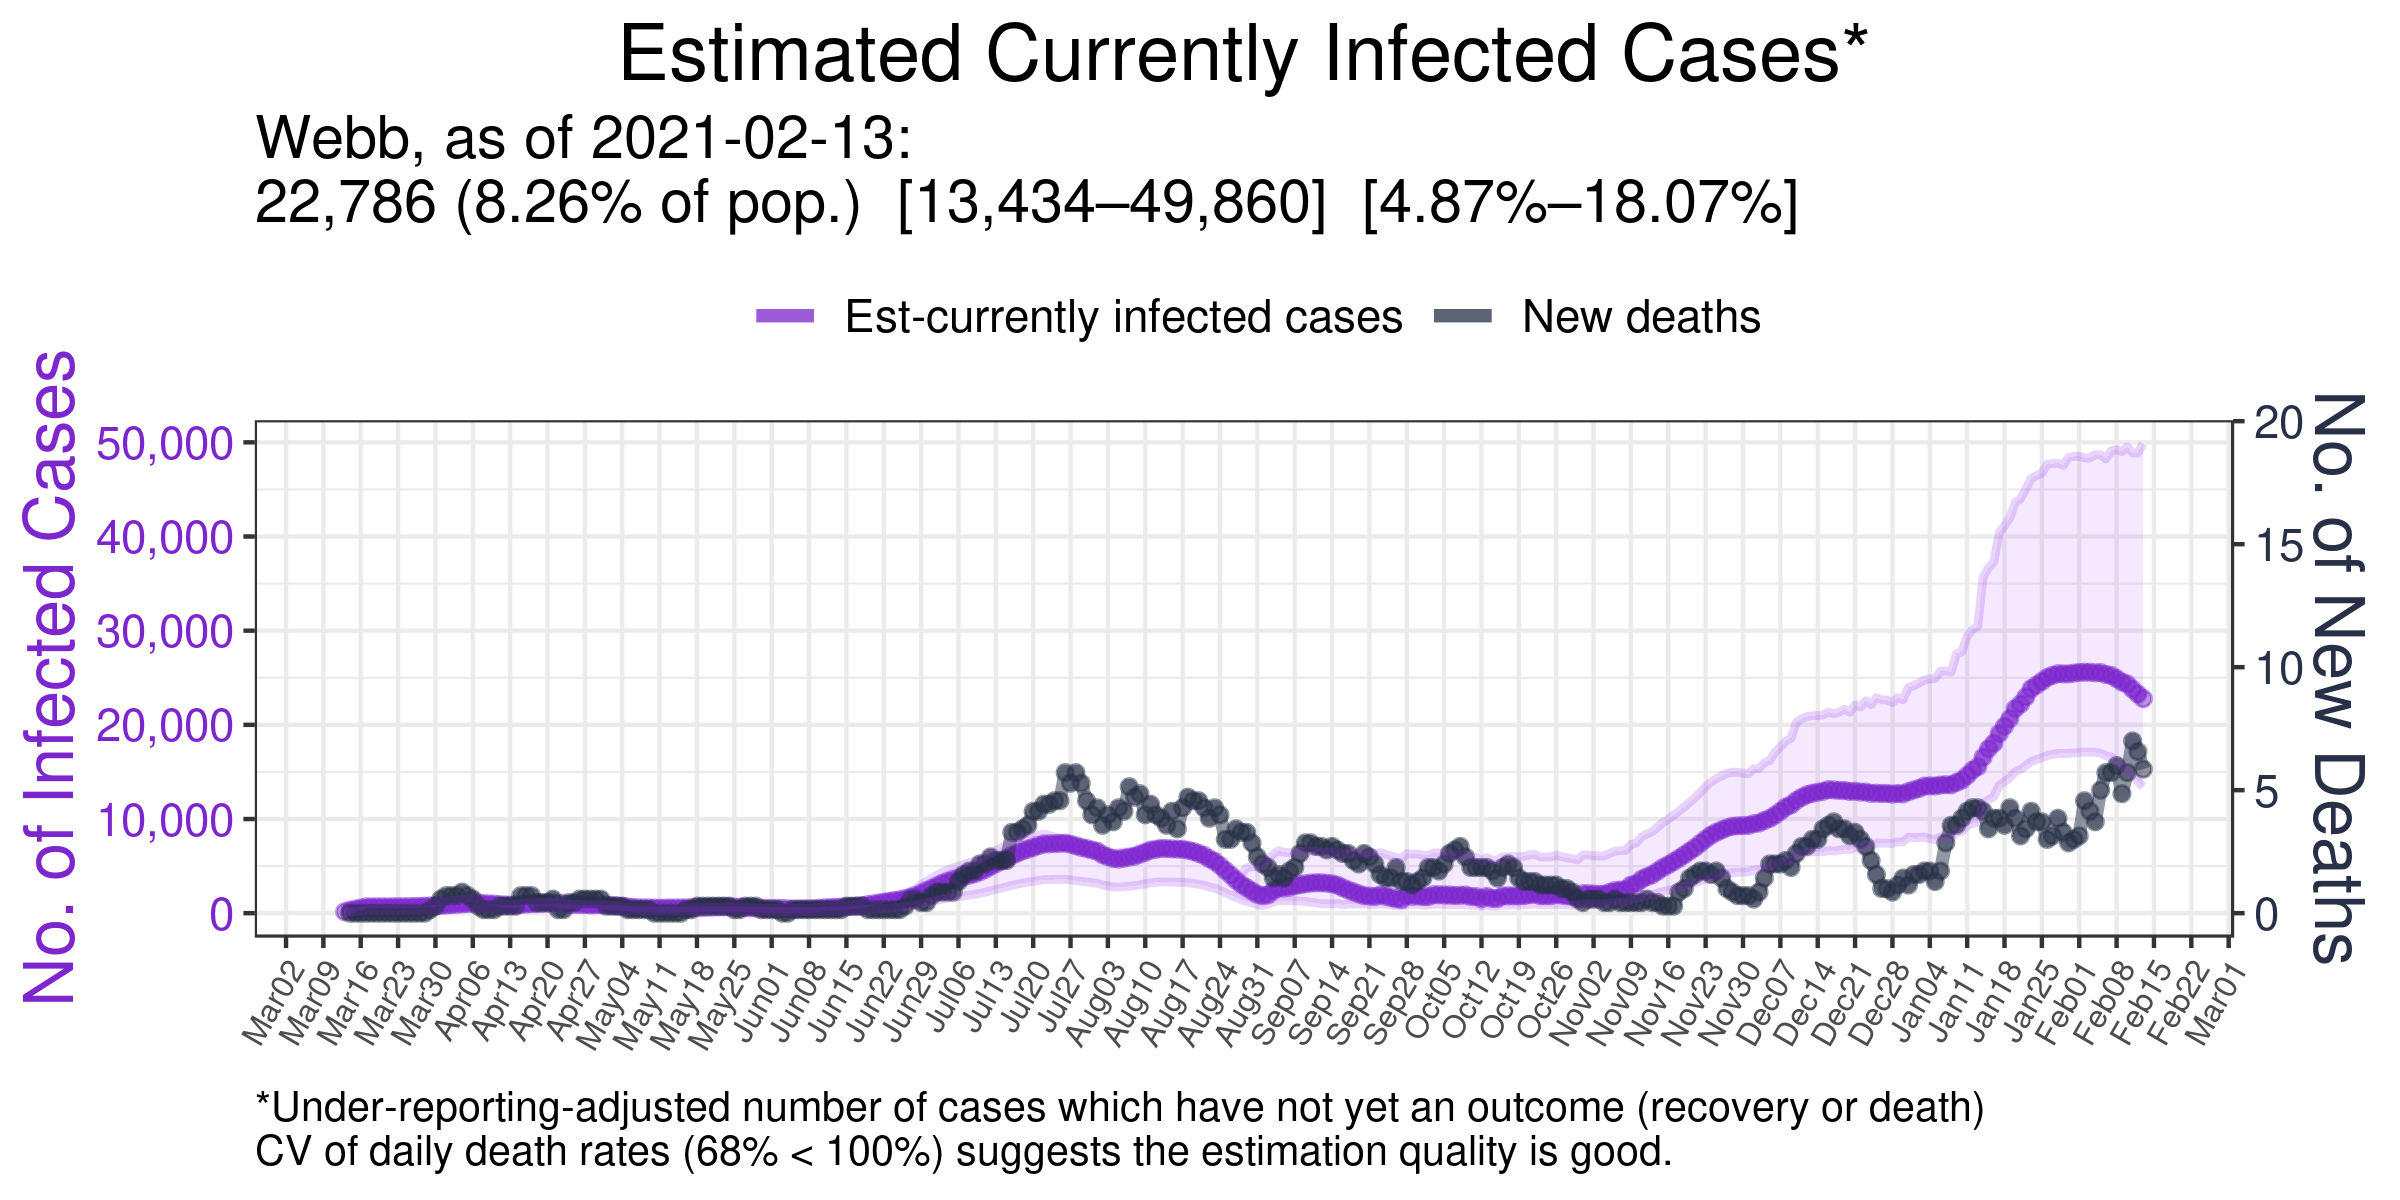 Estimated Currently Infected Cases*
Webb, as of 2021-02-13:
22,786 (8.26% of pop.) [13,434–49,860] [4.87%–18.07%]
Est-currently infected cases
New deaths
No. of Infected Cases
50,000
40,000
30,000
20,000
10,000
0
20
15
10
5
0
No. of New Deaths
Mar02
Mar09
Mar16
Mar23
Mar30
Apr06
Apr13
Apr20
Apr27
May04
May11
May18
May25
Jun01
Jun08
Jun15
Jun22
Jun29
Jul06
Jul13
Jul20
Jul27
Aug03
Aug10
Aug17
Aug24
Aug31
Sep07
Sep14
Sep21
Sep28
Oct05
Oct12
Oct19
Oct26
Nov02
Nov09
Nov16
Nov23
Nov30
Dec07
Dec14
Dec21
Dec28
Jan04
Jan11
Jan18
Jan25
Feb01
Feb08
Feb15
Feb22
Mar01
*Under-reporting-adjusted number of cases which have not yet an outcome (recovery or death)
CV of daily death rates (68% < 100%) suggests the estimation quality is good.